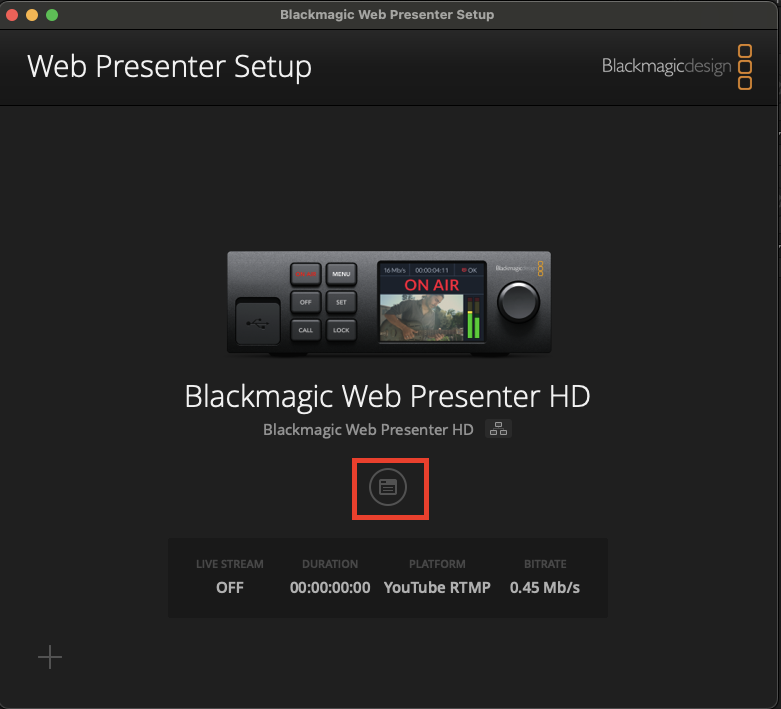 Blackmagic Web Presenter Setup
Web Presenter Setup
Blackmagicdesign
16 Mb/s 00:00:04:11 OK
Blackmagicdesign
ON AIR
MENU
OFF SET
CALL LOCK
Blackmagic Web Presenter HD
Blackmagic Web Presenter HD
LIVE STREAM DURATION PLATFORM BITRATE
OFF 00:00:00:00 YouTube RTMP 0.45 Mb/s